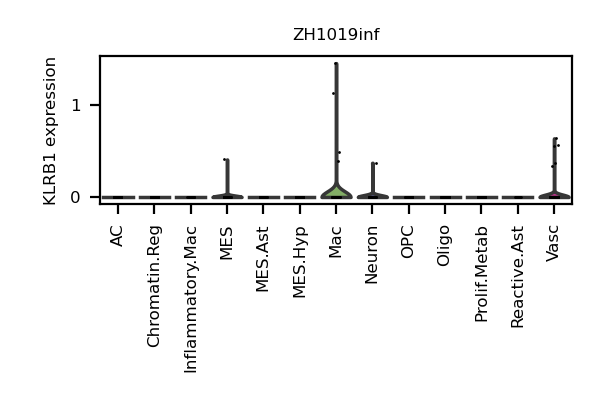 ZH1019inf
KLRB1 expression
1
0
AC
Chromatin.Reg
Inflammatory.Mac
MES
MES.Ast
MES.Hyp
Mac
Neuron
OPC
Oligo
Prolif.Metab
Reactive.Ast
Vasc